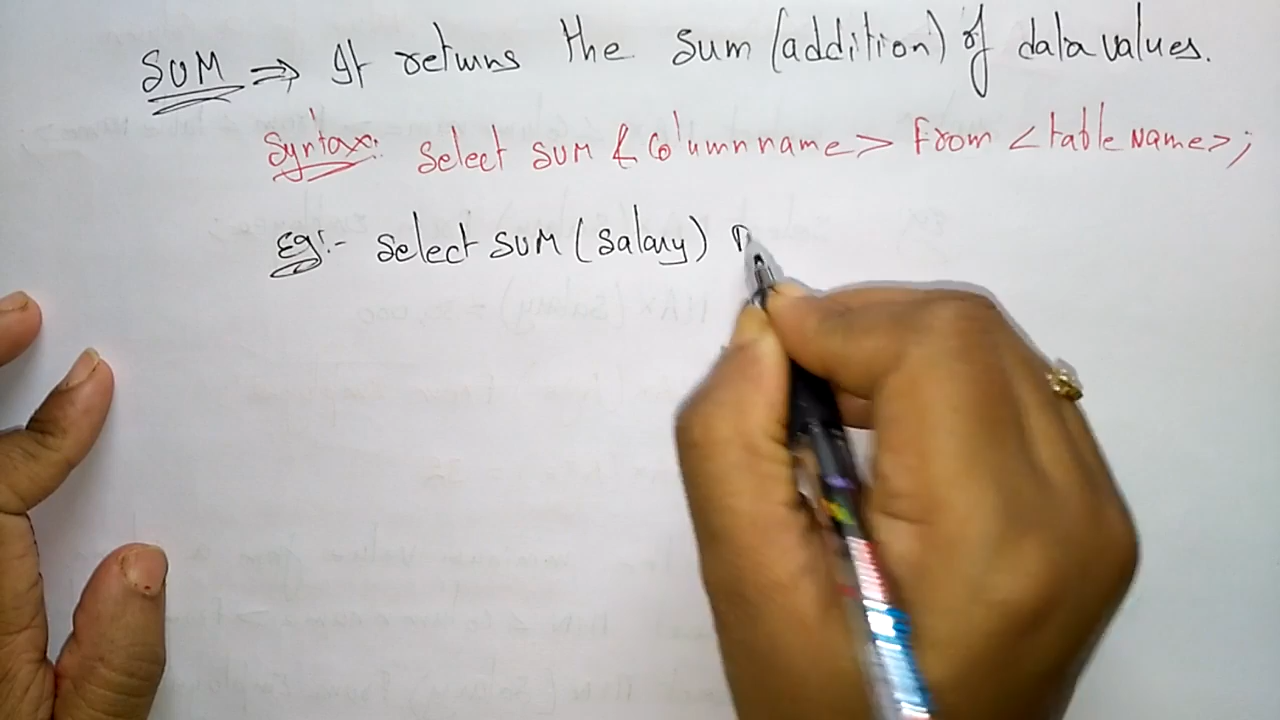 SUM ⇒ It returns the sum (addition) of data values.
Syntax: Select SUM < Columnname > From <table Name>;
Eg:- Select SUM (Salary)